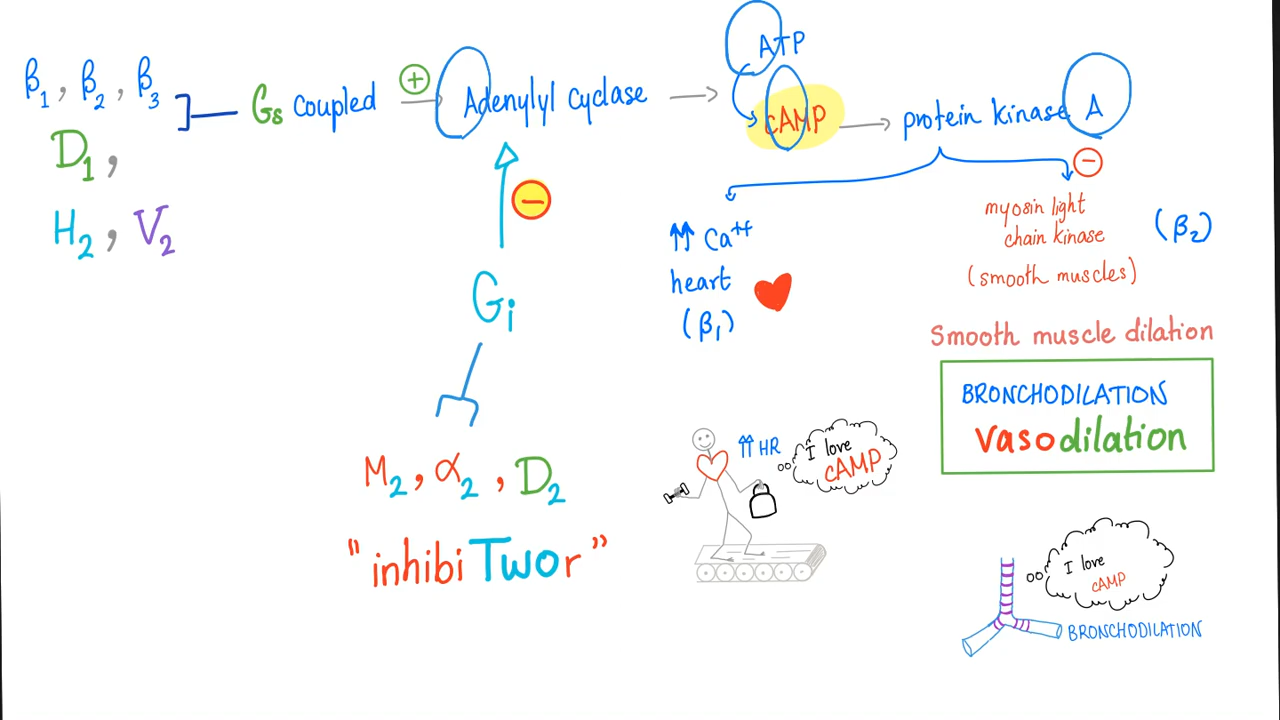 β1, β2, β3
D1,
H2, V2
Gs coupled
+
Adenylyl cyclase
ATP
cAMP
protein kinase A
−
Gi
M2, α2, D2
"inhibiTwor"
↑↑ Ca++
heart
(β1)
−
myosin light
chain kinase
(smooth muscles)
(β2)
Smooth muscle dilation
BRONCHODILATION
vasodilation
↑↑ HR
I love
cAMP
I love
cAMP
BRONCHODILATION